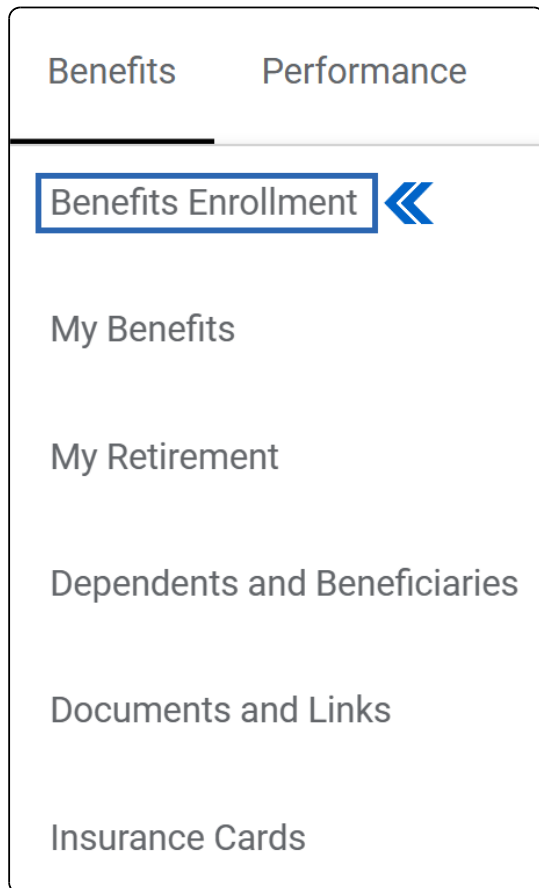 Benefits Performance
Benefits Enrollment
My Benefits
My Retirement
Dependents and Beneficiaries
Documents and Links
Insurance Cards